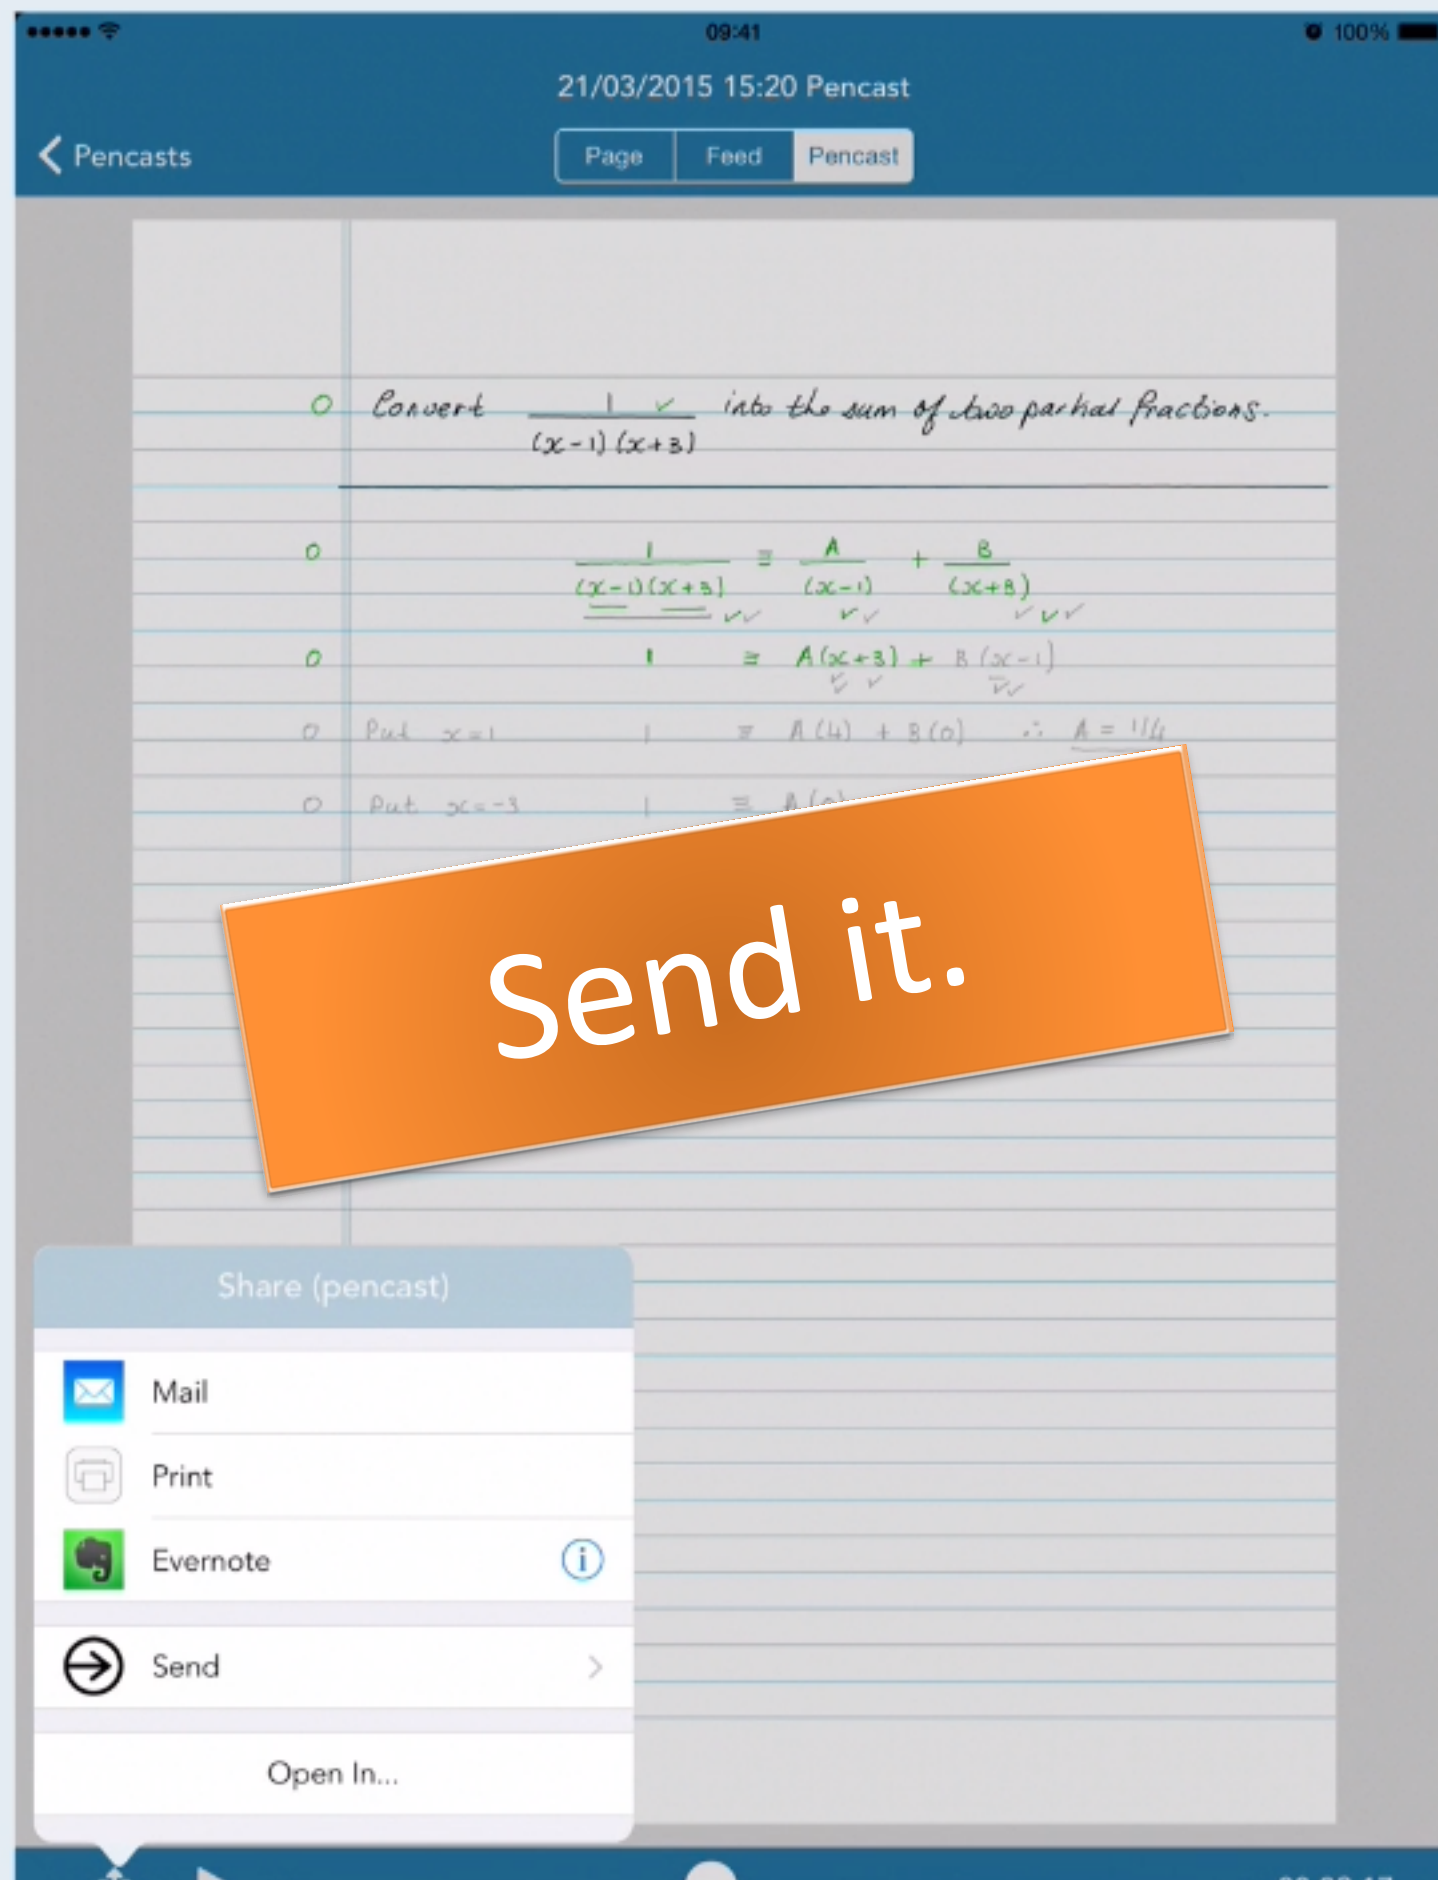 09:41
100%
21/03/2015 15:20 Pencast
Pencasts
Page Feed Pencast
Convert 1 into the sum of two partial fractions.
(x-1)(x+3)
1 ≡ A + B
(x-1)(x+3) (x-1) (x+3)
1 ≡ A(x+3) + B(x-1)
Put x=1 1 ≡ A(4) + B(0) ∴ A = 1/4
Put x=-3 1 ≡
Send it.
Share (pencast)
Mail
Print
Evernote
Send
Open In...